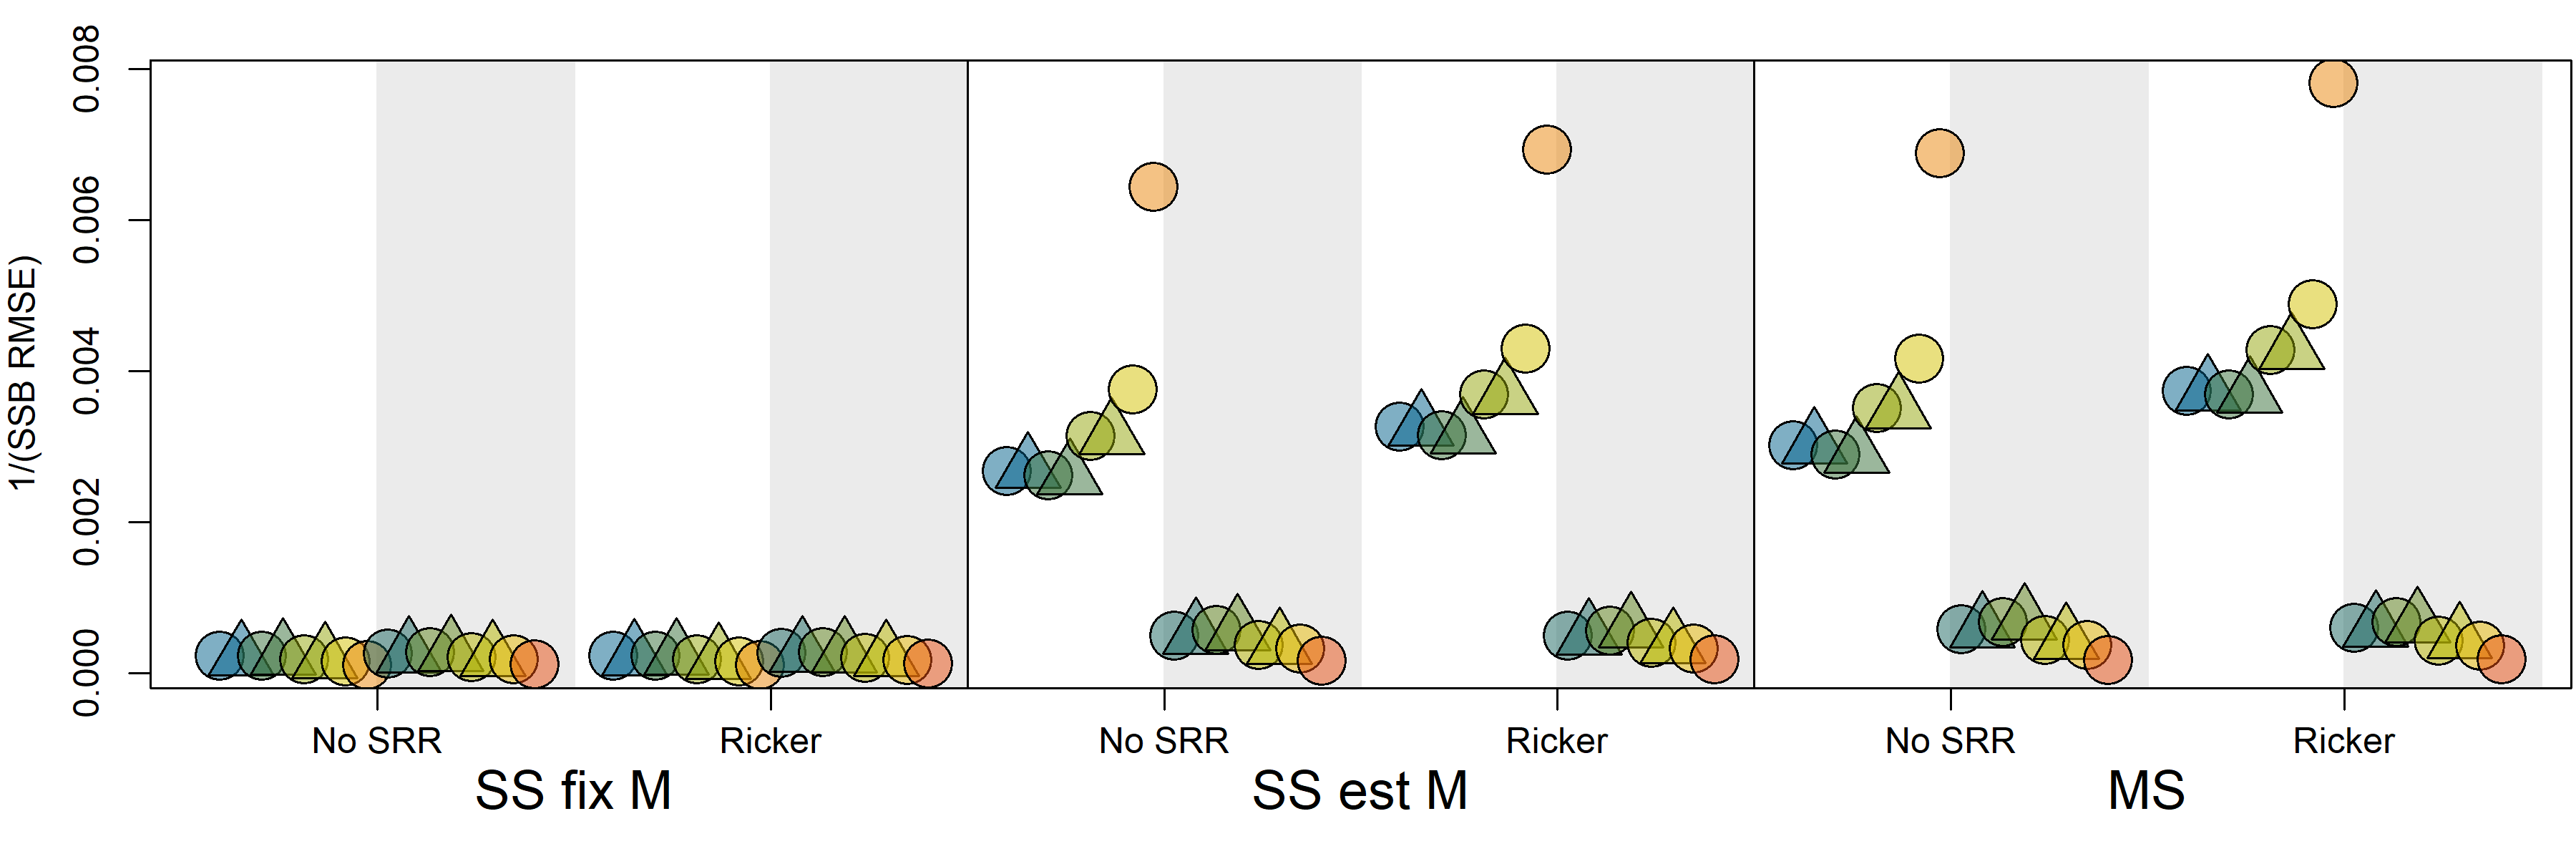 1/(SSB RMSE)
0.008
0.006
0.004
0.002
0.000
No SRR Ricker No SRR Ricker No SRR Ricker
SS fix M SS est M MS